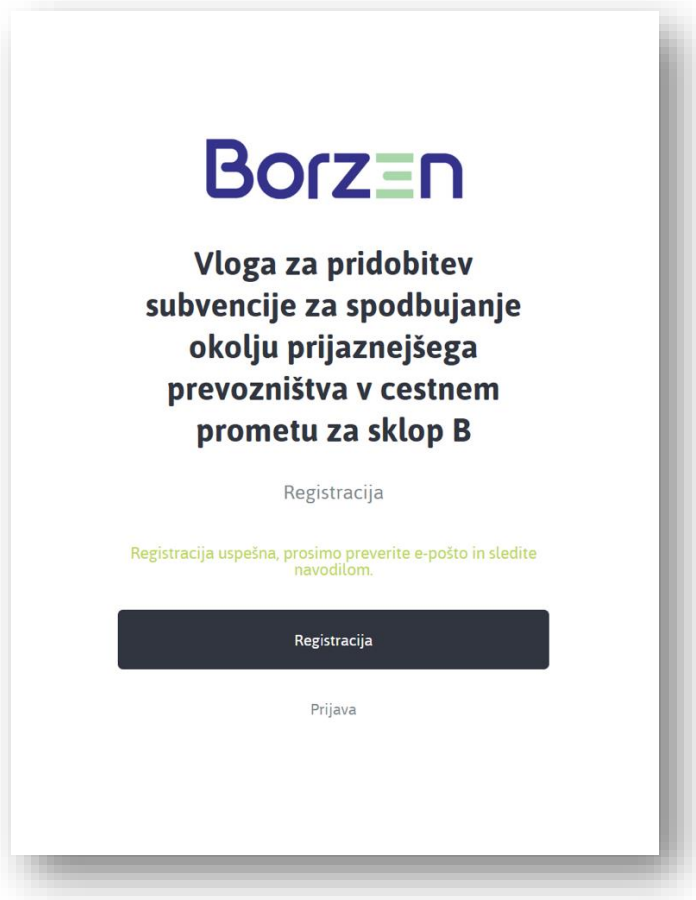 Borzen
Vloga za pridobitev
subvencije za spodbujanje
okolju prijaznejšega
prevozništva v cestnem
prometu za sklop B
Registracija
Registracija uspešna, prosimo preverite e-pošto in sledite
navodilom.
Registracija
Prijava